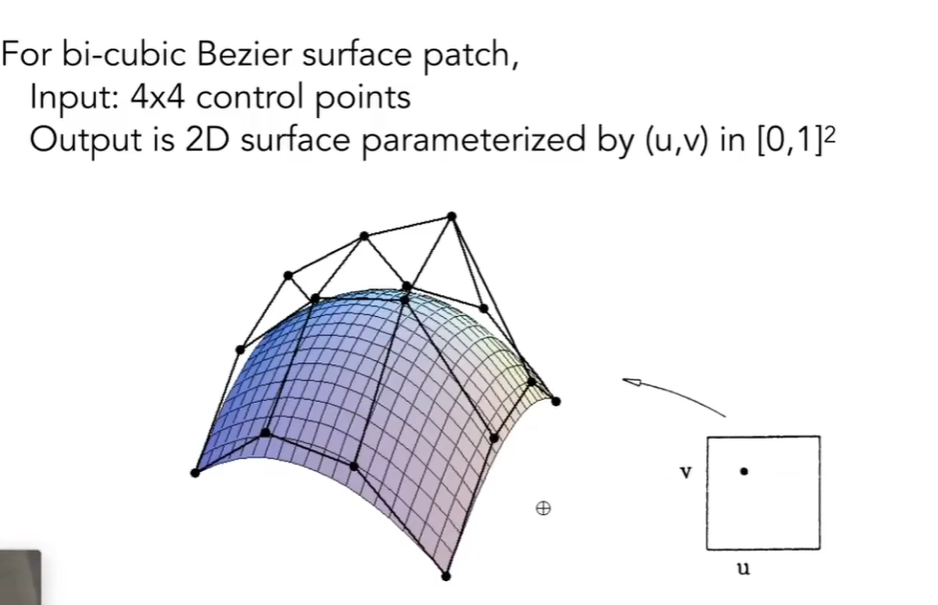 For bi-cubic Bezier surface patch,
Input: 4x4 control points
Output is 2D surface parameterized by (u,v) in [0,1]²
v
u